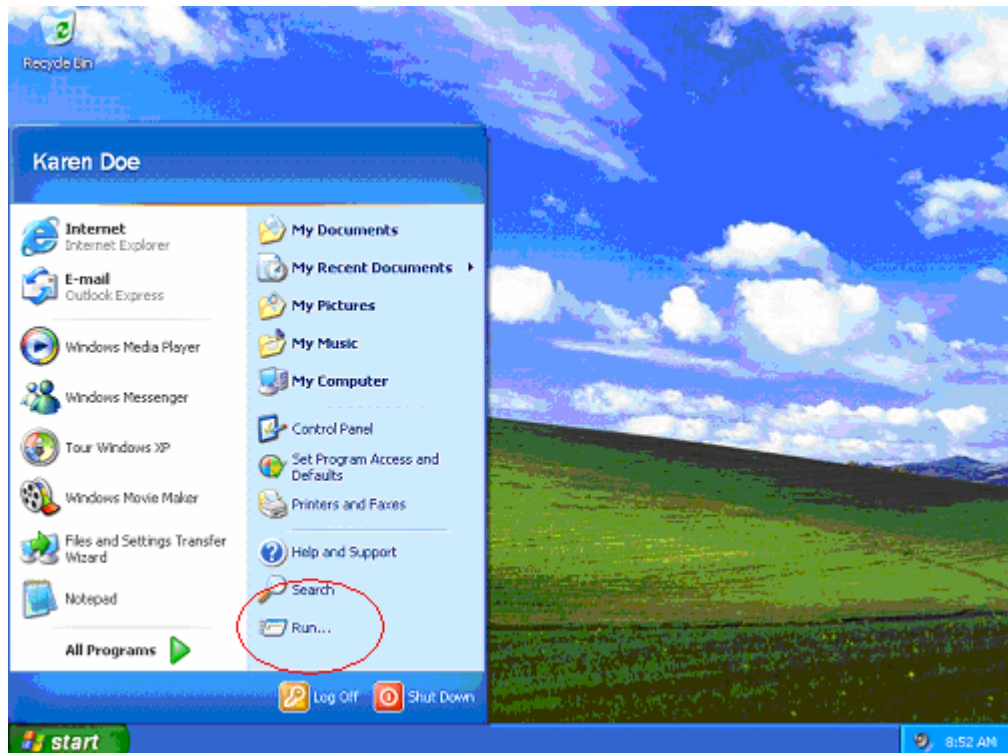 Recycle Bin
Karen Doe
Internet
Internet Explorer
E-mail
Outlook Express
Windows Media Player
Windows Messenger
Tour Windows XP
Windows Movie Maker
Files and Settings Transfer
Wizard
Notepad
All Programs
My Documents
My Recent Documents
My Pictures
My Music
My Computer
Control Panel
Set Program Access and
Defaults
Printers and Faxes
Help and Support
Search
Run...
Log Off
Shut Down
start
8:52 AM